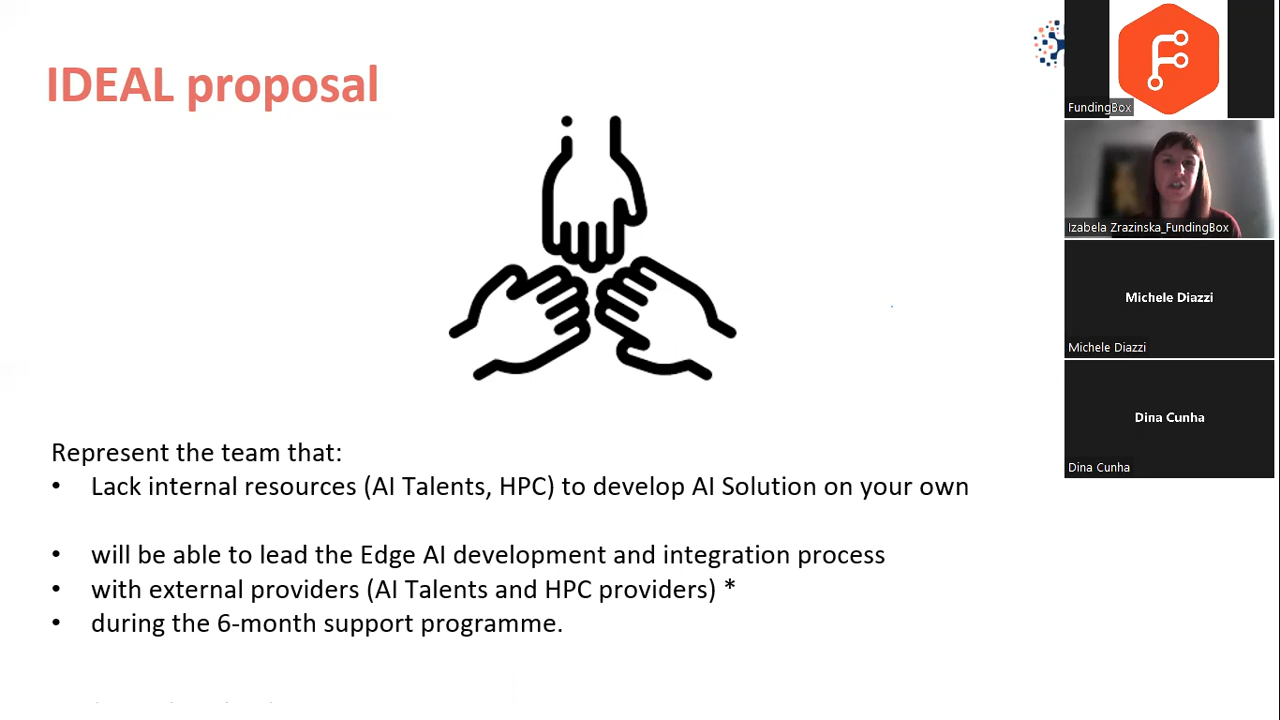 IDEAL proposal
Represent the team that:
• Lack internal resources (AI Talents, HPC) to develop AI Solution on your own
• will be able to lead the Edge AI development and integration process
• with external providers (AI Talents and HPC providers) *
• during the 6-month support programme.
FundingBox
Izabela Zrazinska_FundingBox
Michele Diazzi
Michele Diazzi
Dina Cunha
Dina Cunha